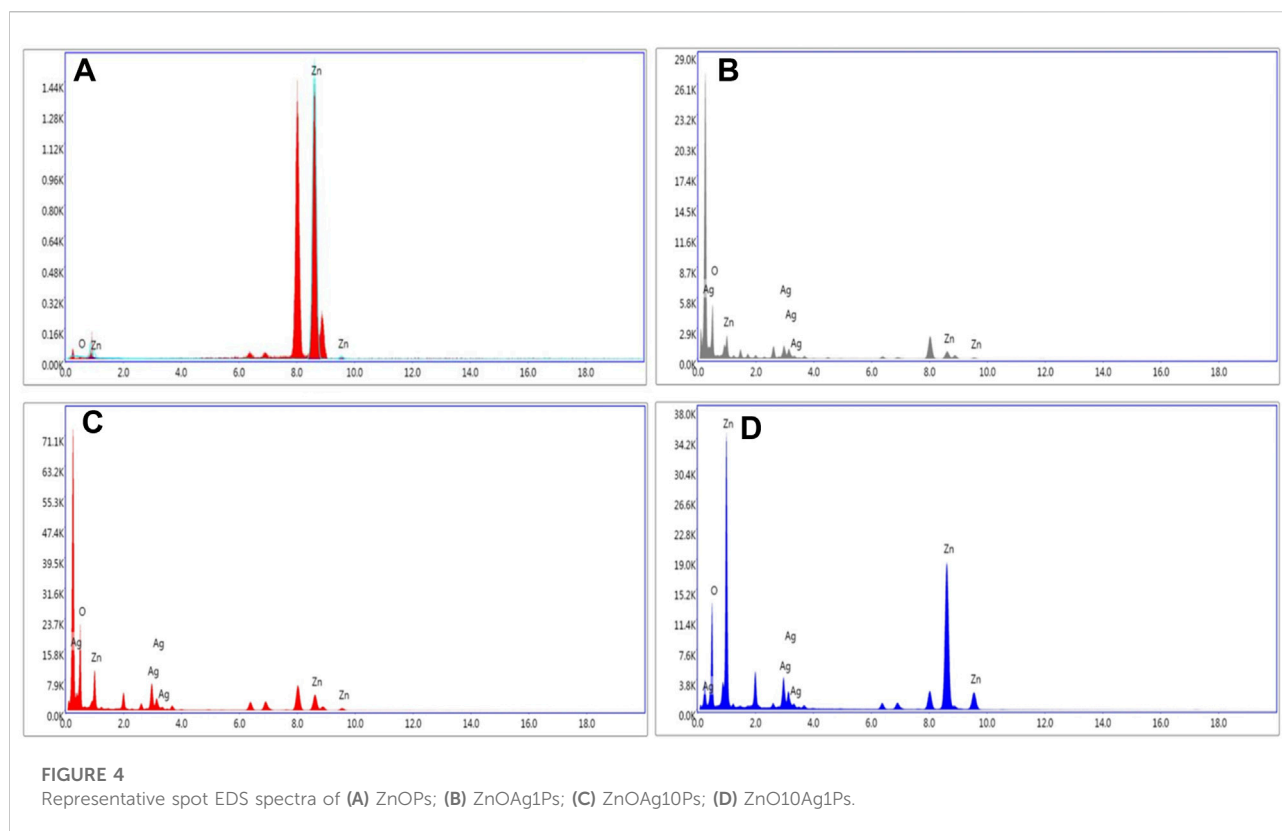 A
Zn
1.44K
1.28K
1.12K
0.96K
0.80K
0.64K
0.48K
0.32K
0.16K
0.00K
O
Zn
Zn
0.0 2.0 4.0 6.0 8.0 10.0 12.0 14.0 16.0 18.0
B
29.0K
26.1K
23.2K
20.3K
17.4K
14.5K
11.6K
8.7K
5.8K
2.9K
0.0K
O
Ag
Zn
Ag
Ag
Ag
Zn
Zn
0.0 2.0 4.0 6.0 8.0 10.0 12.0 14.0 16.0 18.0
C
71.1K
63.2K
55.3K
47.4K
39.5K
31.6K
23.7K
15.8K
7.9K
0.0K
O
Ag
Zn
Ag
Ag
Ag
Zn
Zn
0.0 2.0 4.0 6.0 8.0 10.0 12.0 14.0 16.0 18.0
D
38.0K
34.2K
30.4K
26.6K
22.8K
19.0K
15.2K
11.4K
7.6K
3.8K
0.0K
Zn
O
Ag
Ag
Ag
Ag
Zn
Zn
0.0 2.0 4.0 6.0 8.0 10.0 12.0 14.0 16.0 18.0
FIGURE 4
Representative spot EDS spectra of (A) ZnOPs; (B) ZnOAg1Ps; (C) ZnOAg10Ps; (D) ZnO10Ag1Ps.